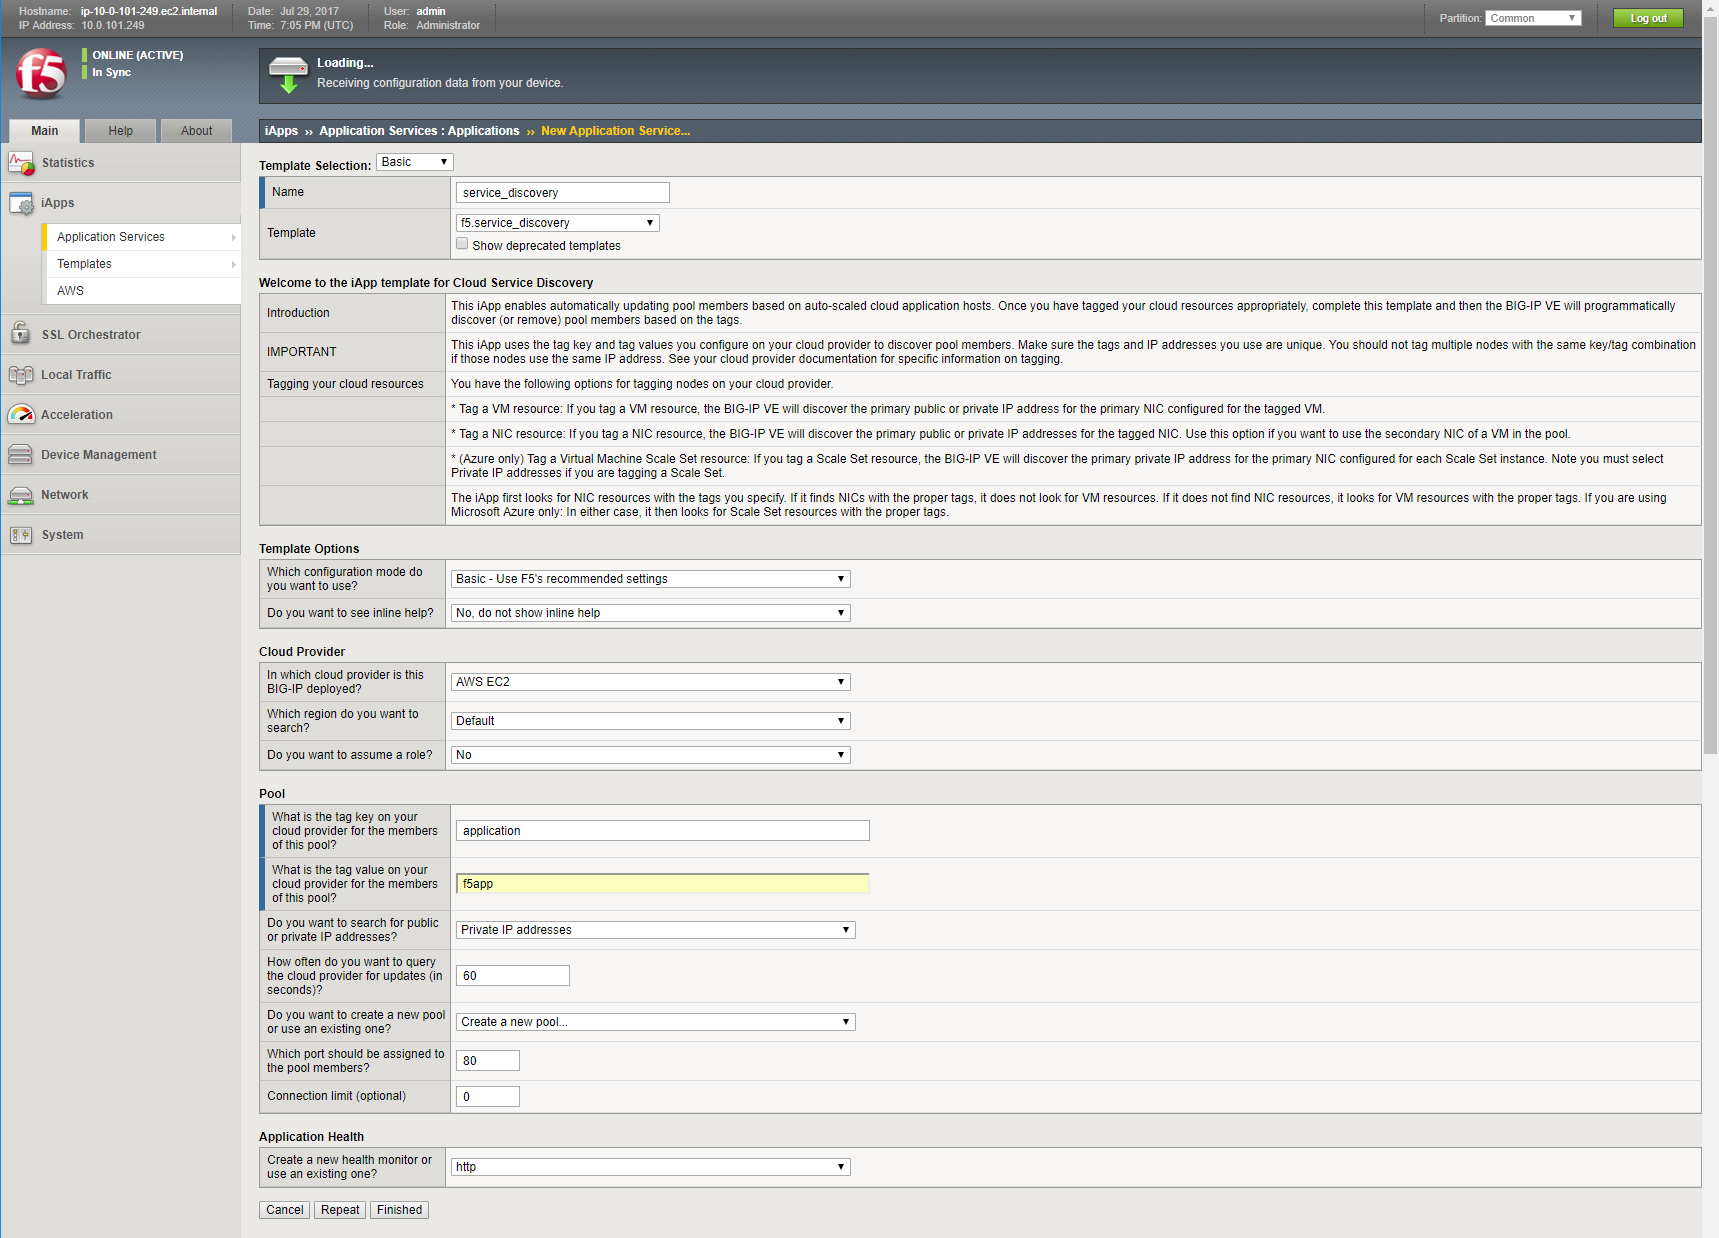 Hostname: ip-10-0-101-249.ec2.internal Date: Jul 29, 2017 User: admin
IP Address: 10.0.101.249 Time: 7:05 PM (UTC) Role: Administrator
Partition: Common Log out
f5
ONLINE (ACTIVE)
In Sync
Loading...
Receiving configuration data from your device.
Main Help About
iApps ›› Application Services : Applications ›› New Application Service...
Statistics
iApps
Application Services
Templates
AWS
SSL Orchestrator
Local Traffic
Acceleration
Device Management
Network
System
Template Selection: Basic
Name service_discovery
Template f5.service_discovery
Show deprecated templates
Welcome to the iApp template for Cloud Service Discovery
Introduction
This iApp enables automatically updating pool members based on auto-scaled cloud application hosts. Once you have tagged your cloud resources appropriately, complete this template and then the BIG-IP VE will programmatically
discover (or remove) pool members based on the tags.
IMPORTANT
This iApp uses the tag key and tag values you configure on your cloud provider to discover pool members. Make sure the tags and IP addresses you use are unique. You should not tag multiple nodes with the same key/tag combination
if those nodes use the same IP address. See your cloud provider documentation for specific information on tagging.
Tagging your cloud resources You have the following options for tagging nodes on your cloud provider.
* Tag a VM resource: If you tag a VM resource, the BIG-IP VE will discover the primary public or private IP address for the primary NIC configured for the tagged VM.
* Tag a NIC resource: If you tag a NIC resource, the BIG-IP VE will discover the primary public or private IP addresses for the tagged NIC. Use this option if you want to use the secondary NIC of a VM in the pool.
* (Azure only) Tag a Virtual Machine Scale Set resource: If you tag a Scale Set resource, the BIG-IP VE will discover the primary private IP address for the primary NIC configured for each Scale Set instance. Note you must select
Private IP addresses if you are tagging a Scale Set.
The iApp first looks for NIC resources with the tags you specify. If it finds NICs with the proper tags, it does not look for VM resources. If it does not find NIC resources, it looks for VM resources with the proper tags. If you are using
Microsoft Azure only: In either case, it then looks for Scale Set resources with the proper tags.
Template Options
Which configuration mode do
you want to use?
Basic - Use F5's recommended settings
Do you want to see inline help? No, do not show inline help
Cloud Provider
In which cloud provider is this
BIG-IP deployed?
AWS EC2
Which region do you want to
search?
Default
Do you want to assume a role? No
Pool
What is the tag key on your
cloud provider for the members
of this pool?
application
What is the tag value on your
cloud provider for the members
of this pool?
f5app
Do you want to search for public
or private IP addresses?
Private IP addresses
How often do you want to query
the cloud provider for updates (in
seconds)?
60
Do you want to create a new pool
or use an existing one?
Create a new pool...
Which port should be assigned to
the pool members?
80
Connection limit (optional) 0
Application Health
Create a new health monitor or
use an existing one?
http
Cancel Repeat Finished